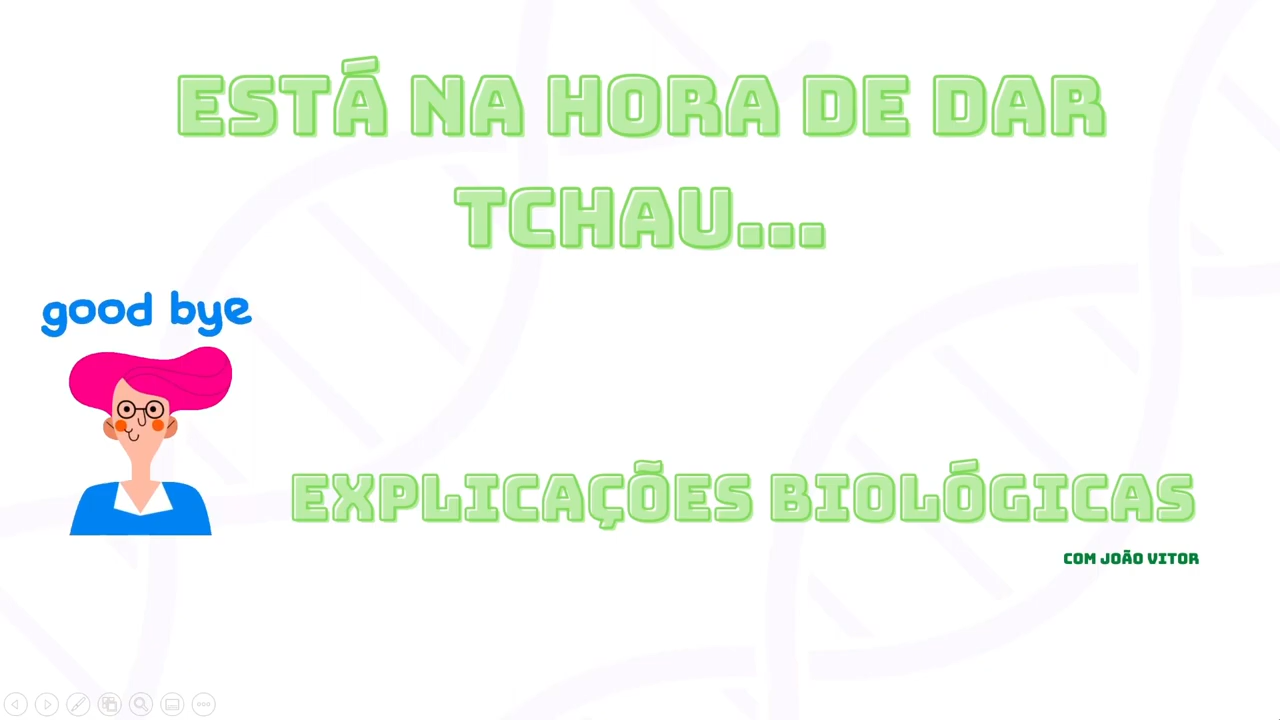 ESTÁ NA HORA DE DAR
TCHAU...
good bye
EXPLICAÇÕES BIOLÓGICAS
COM JOÃO VITOR